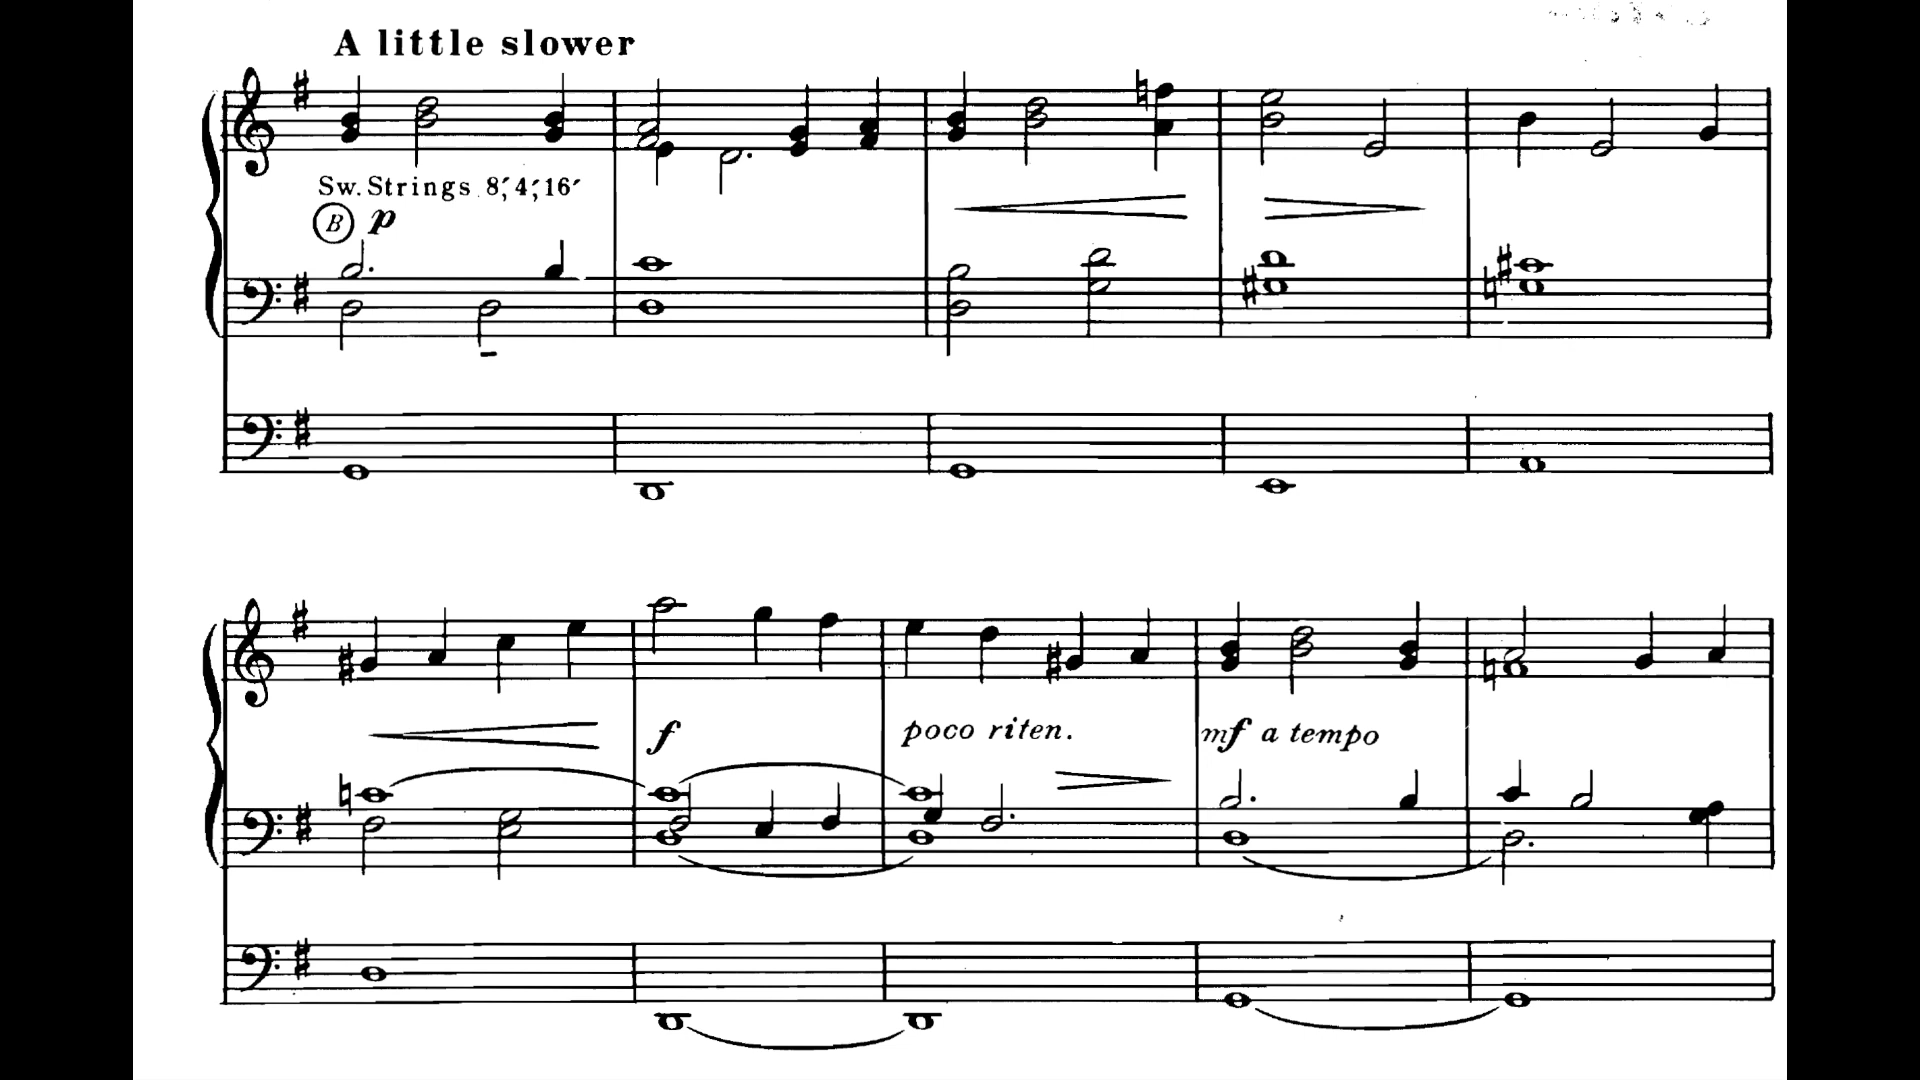 A little slower
Sw. Strings 8′, 4′, 16′
B p
f
poco riten.
mf a tempo